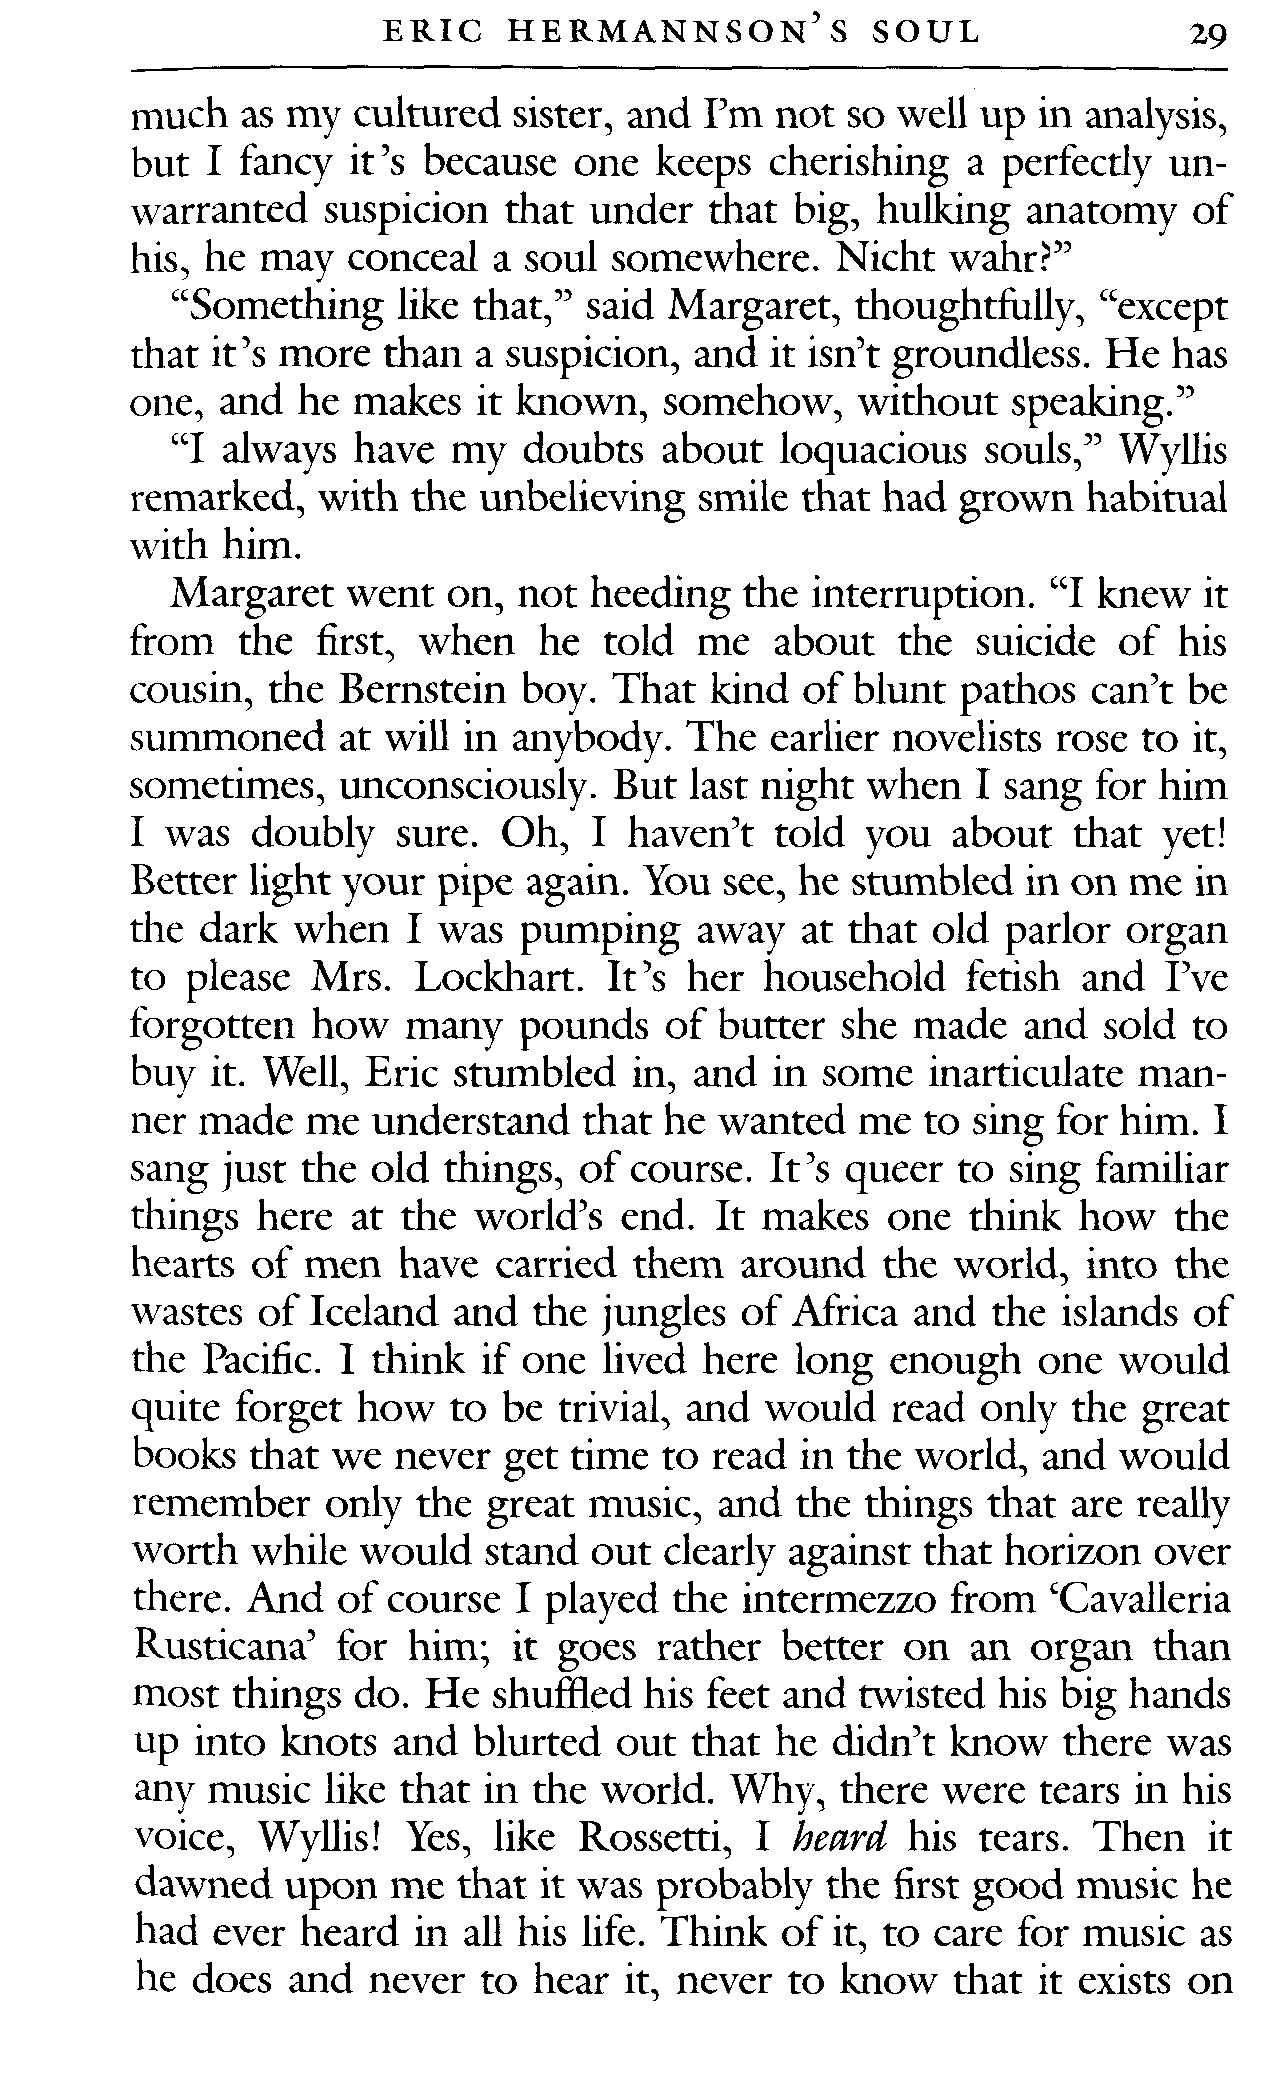 ERIC HERMANNSON'S SOUL 29
much as my cultured sister, and I'm not so well up in analysis,
but I fancy it's because one keeps cherishing a perfectly un-
warranted suspicion that under that big, hulking anatomy of
his, he may conceal a soul somewhere. Nicht wahr?"
"Something like that," said Margaret, thoughtfully, "except
that it's more than a suspicion, and it isn't groundless. He has
one, and he makes it known, somehow, without speaking."
"I always have my doubts about loquacious souls," Wyllis
remarked, with the unbelieving smile that had grown habitual
with him.
Margaret went on, not heeding the interruption. "I knew it
from the first, when he told me about the suicide of his
cousin, the Bernstein boy. That kind of blunt pathos can't be
summoned at will in anybody. The earlier novelists rose to it,
sometimes, unconsciously. But last night when I sang for him
I was doubly sure. Oh, I haven't told you about that yet!
Better light your pipe again. You see, he stumbled in on me in
the dark when I was pumping away at that old parlor organ
to please Mrs. Lockhart. It's her household fetish and I've
forgotten how many pounds of butter she made and sold to
buy it. Well, Eric stumbled in, and in some inarticulate man-
ner made me understand that he wanted me to sing for him. I
sang just the old things, of course. It's queer to sing familiar
things here at the world's end. It makes one think how the
hearts of men have carried them around the world, into the
wastes of Iceland and the jungles of Africa and the islands of
the Pacific. I think if one lived here long enough one would
quite forget how to be trivial, and would read only the great
books that we never get time to read in the world, and would
remember only the great music, and the things that are really
worth while would stand out clearly against that horizon over
there. And of course I played the intermezzo from 'Cavalleria
Rusticana' for him; it goes rather better on an organ than
most things do. He shuffled his feet and twisted his big hands
up into knots and blurted out that he didn't know there was
any music like that in the world. Why, there were tears in his
voice, Wyllis! Yes, like Rossetti, I heard his tears. Then it
dawned upon me that it was probably the first good music he
had ever heard in all his life. Think of it, to care for music as
he does and never to hear it, never to know that it exists on